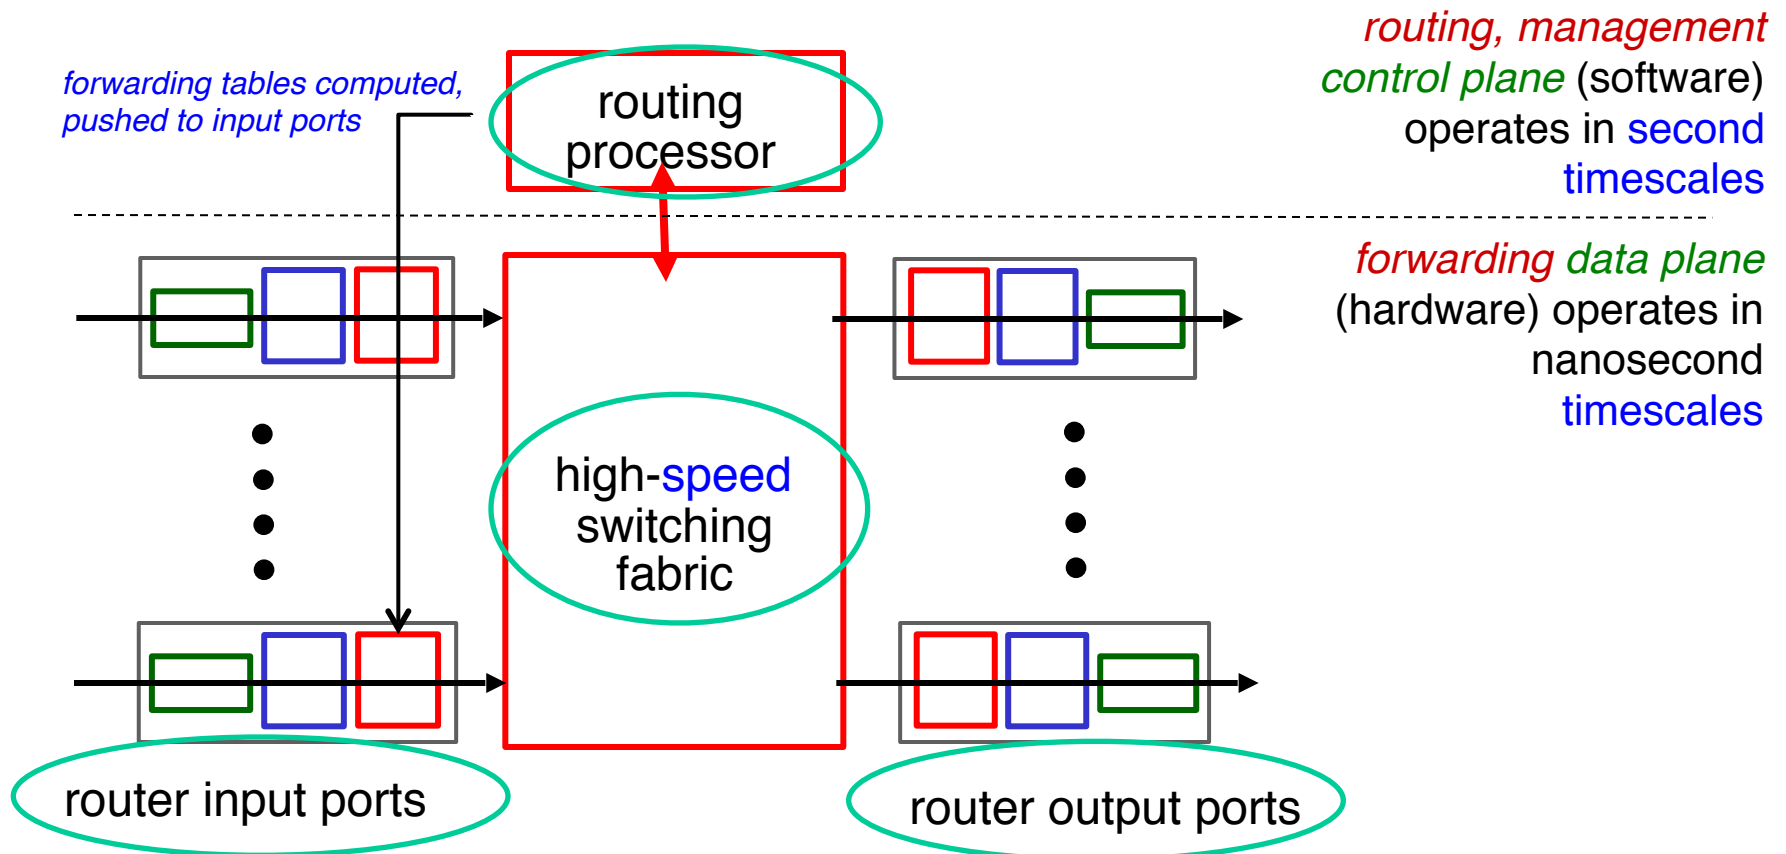 routing, management
control plane (software)
operates in second
timescales
forwarding tables computed,
pushed to input ports
routing
processor
forwarding data plane
(hardware) operates in
nanosecond
timescales
high-speed
switching
fabric
router input ports
router output ports